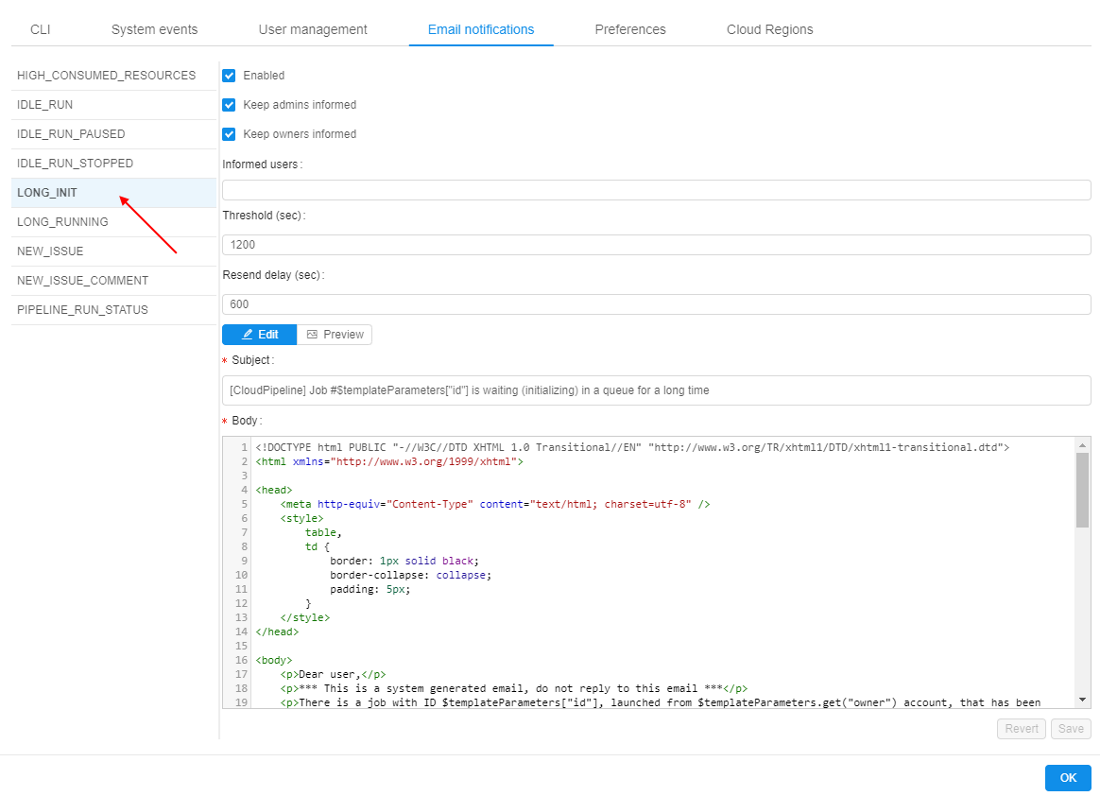 CLI System events User management Email notifications Preferences Cloud Regions
HIGH_CONSUMED_RESOURCES
IDLE_RUN
IDLE_RUN_PAUSED
IDLE_RUN_STOPPED
LONG_INIT
LONG_RUNNING
NEW_ISSUE
NEW_ISSUE_COMMENT
PIPELINE_RUN_STATUS
Enabled
Keep admins informed
Keep owners informed
Informed users:
Threshold (sec):
1200
Resend delay (sec):
600
Edit Preview
* Subject:
[CloudPipeline] Job #$templateParameters["id"] is waiting (initializing) in a queue for a long time
* Body:
1 <!DOCTYPE html PUBLIC "-//W3C//DTD XHTML 1.0 Transitional//EN" "http://www.w3.org/TR/xhtml1/DTD/xhtml1-transitional.dtd">
2 <html xmlns="http://www.w3.org/1999/xhtml">
3
4 <head>
5     <meta http-equiv="Content-Type" content="text/html; charset=utf-8" />
6     <style>
7         table,
8         td {
9             border: 1px solid black;
10             border-collapse: collapse;
11             padding: 5px;
12         }
13     </style>
14 </head>
15
16 <body>
17     <p>Dear user,</p>
18     <p>*** This is a system generated email, do not reply to this email ***</p>
19     <p>There is a job with ID $templateParameters["id"], launched from $templateParameters.get("owner") account, that has been
Revert Save
OK